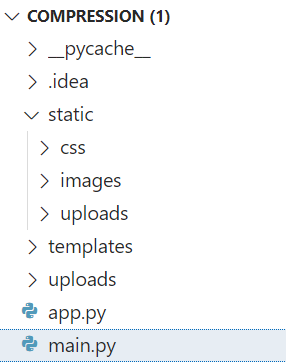 COMPRESSION (1)
__pycache__
.idea
static
css
images
uploads
templates
uploads
app.py
main.py